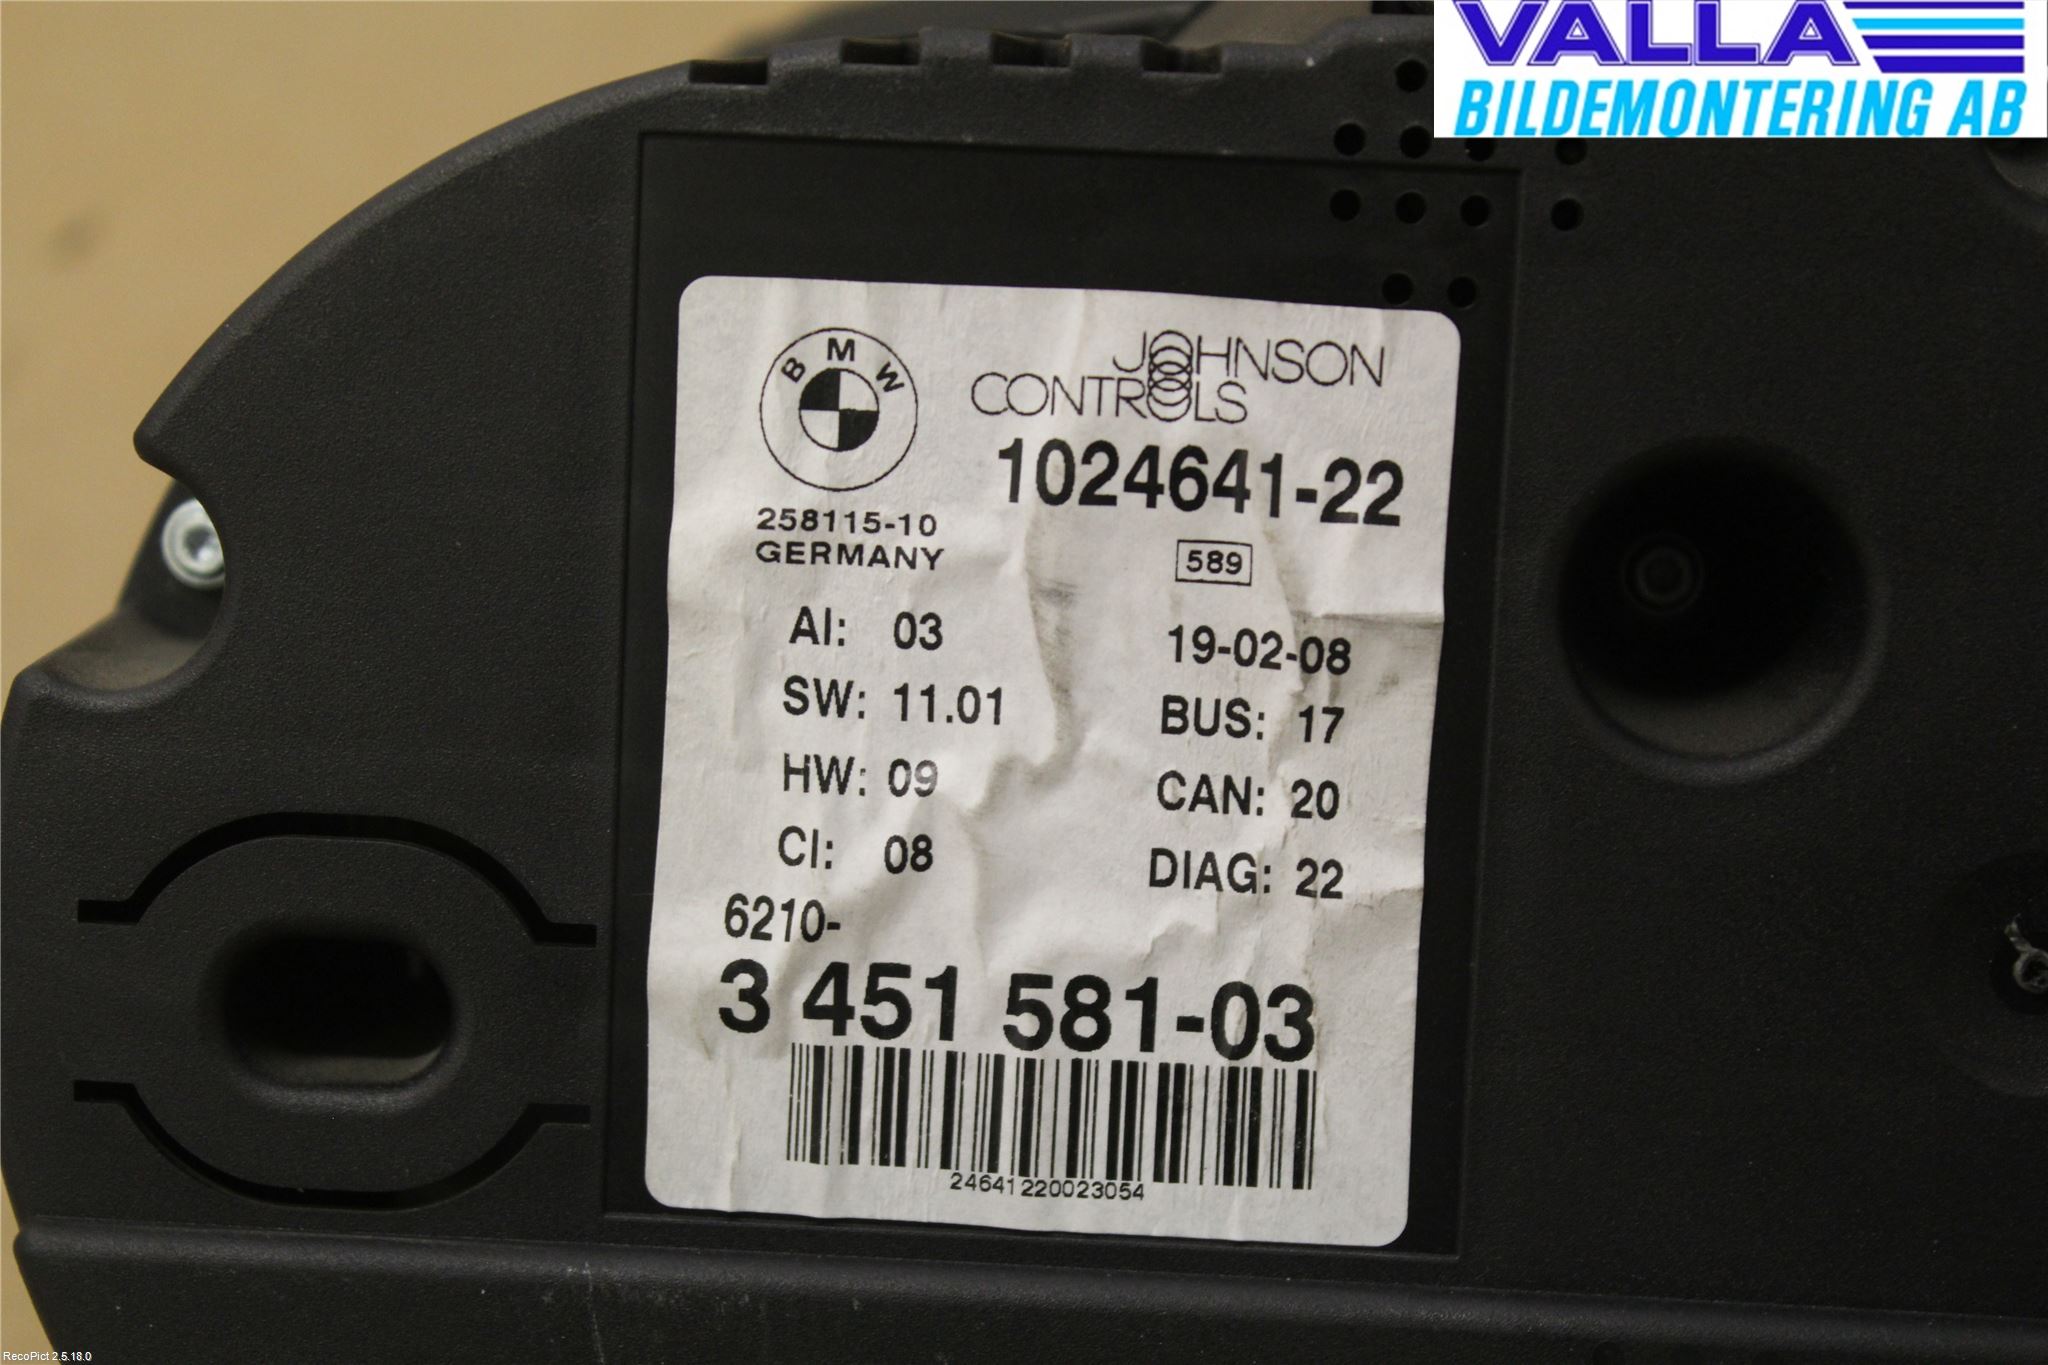 VALLA
BILDEMONTERING AB
BMW
JOHNSON
CONTROLS
1024641-22
258115-10
GERMANY
589
AI: 03
19-02-08
SW: 11.01
BUS: 17
HW: 09
CAN: 20
CI: 08
DIAG: 22
6210-
3 451 581-03
24641220023054
RecoPict 2.5.18.0